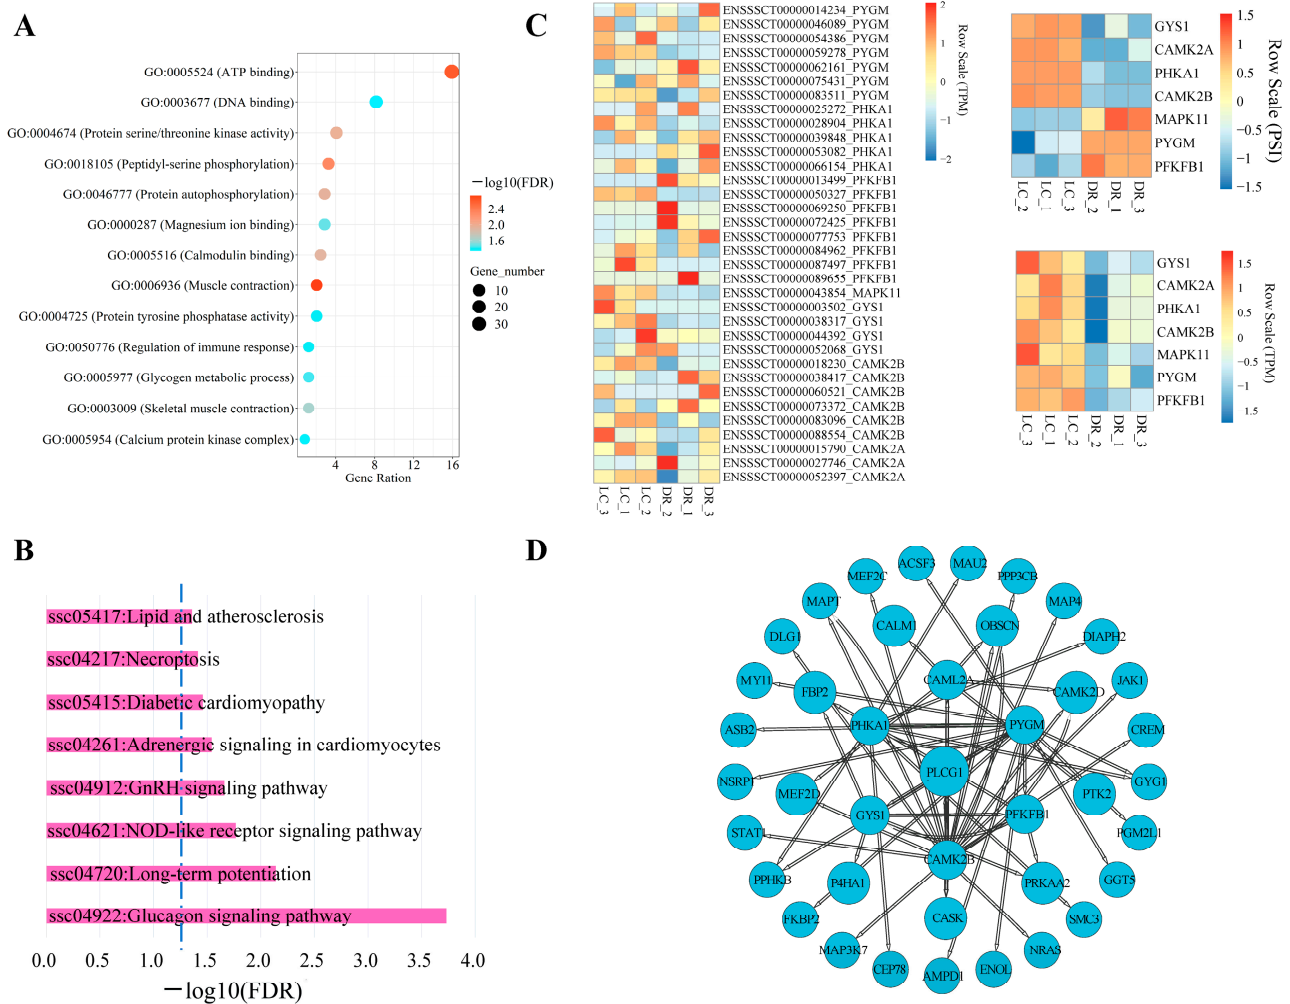 A
GO:0005524 (ATP binding)
GO:0003677 (DNA binding)
GO:0004674 (Protein serine/threonine kinase activity)
GO:0018105 (Peptidyl-serine phosphorylation)
GO:0046777 (Protein autophosphorylation)
GO:0000287 (Magnesium ion binding)
GO:0005516 (Calmodulin binding)
GO:0006936 (Muscle contraction)
GO:0004725 (Protein tyrosine phosphatase activity)
GO:0050776 (Regulation of immune response)
GO:0005977 (Glycogen metabolic process)
GO:0003009 (Skeletal muscle contraction)
GO:0005954 (Calcium protein kinase complex)
4 8 12 16
Gene Ration
−log10(FDR)
2.4
2.0
1.6
Gene_number
10
20
30
B
ssc05417:Lipid and atherosclerosis
ssc04217:Necroptosis
ssc05415:Diabetic cardiomyopathy
ssc04261:Adrenergic signaling in cardiomyocytes
ssc04912:GnRH signaling pathway
ssc04621:NOD-like receptor signaling pathway
ssc04720:Long-term potentiation
ssc04922:Glucagon signaling pathway
0.0 0.5 1.0 1.5 2.0 2.5 3.0 3.5 4.0
−log10(FDR)
C
ENSSSCT00000014234_PYGM
ENSSSCT00000046089_PYGM
ENSSSCT00000054386_PYGM
ENSSSCT00000059278_PYGM
ENSSSCT00000062161_PYGM
ENSSSCT00000075431_PYGM
ENSSSCT00000083511_PYGM
ENSSSCT00000025272_PHKA1
ENSSSCT00000028904_PHKA1
ENSSSCT00000039848_PHKA1
ENSSSCT00000053082_PHKA1
ENSSSCT00000066154_PHKA1
ENSSSCT00000013499_PFKFB1
ENSSSCT00000050327_PFKFB1
ENSSSCT00000069250_PFKFB1
ENSSSCT00000072425_PFKFB1
ENSSSCT00000077753_PFKFB1
ENSSSCT00000084962_PFKFB1
ENSSSCT00000087497_PFKFB1
ENSSSCT00000089655_PFKFB1
ENSSSCT00000043854_MAPK11
ENSSSCT00000003502_GYS1
ENSSSCT00000038317_GYS1
ENSSSCT00000044392_GYS1
ENSSSCT00000052068_GYS1
ENSSSCT00000018230_CAMK2B
ENSSSCT00000038417_CAMK2B
ENSSSCT00000060521_CAMK2B
ENSSSCT00000073372_CAMK2B
ENSSSCT00000083096_CAMK2B
ENSSSCT00000088554_CAMK2B
ENSSSCT00000015790_CAMK2A
ENSSSCT00000027746_CAMK2A
ENSSSCT00000052397_CAMK2A
LC_3 LC_1 LC_2 DR_2 DR_1 DR_3
2
1
0
−1
−2
Row Scale (TPM)
GYS1
CAMK2A
PHKA1
CAMK2B
MAPK11
PYGM
PFKFB1
LC_2 LC_1 LC_3 DR_2 DR_1 DR_3
1.5
1
0.5
0
−0.5
−1
−1.5
Row Scale (PSI)
GYS1
CAMK2A
PHKA1
CAMK2B
MAPK11
PYGM
PFKFB1
LC_3 LC_1 LC_2 DR_2 DR_1 DR_3
1.5
1
0.5
0
−0.5
−1
1.5
Row Scale (TPM)
D
ACSF3 MAU2
MEF2C PPP3CB
MAPT MAP4
CALM1 OBSCN
DLG1 DIAPH2
MY11 FBP2 CAML2A CAMK2D JAK1
ASB2 PHKA1 PYGM CREM
NSRP1 PLCG1 GYG1
MEF2D PTK2
STAT1 GYS1 PFKFB1 PGM2L1
CAMK2B
PPHKB P4HA1 PRKAA2 GGT5
FKBP2 CASK SMC3
MAP3K7 NRAS
CEP78 AMPD1 ENOL